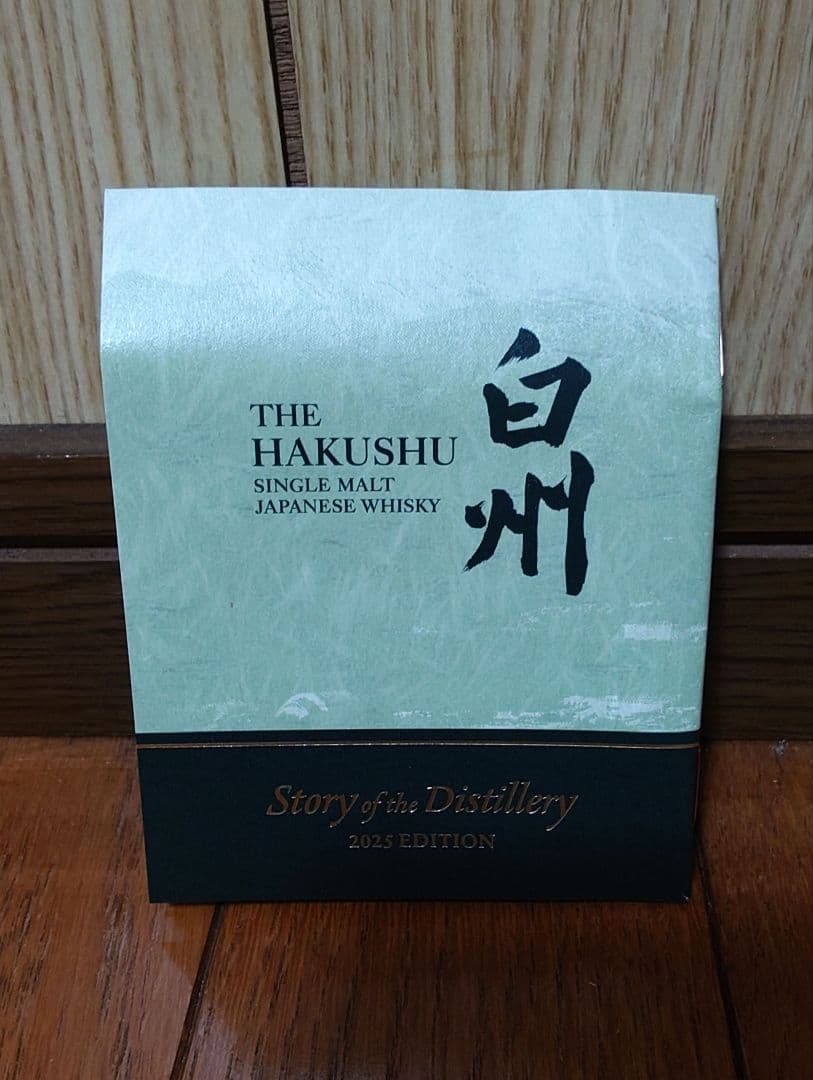 THE
HAKUSHU
SINGLE MALT
JAPANESE WHISKY
白州
Story of the Distillery
2025 EDITION